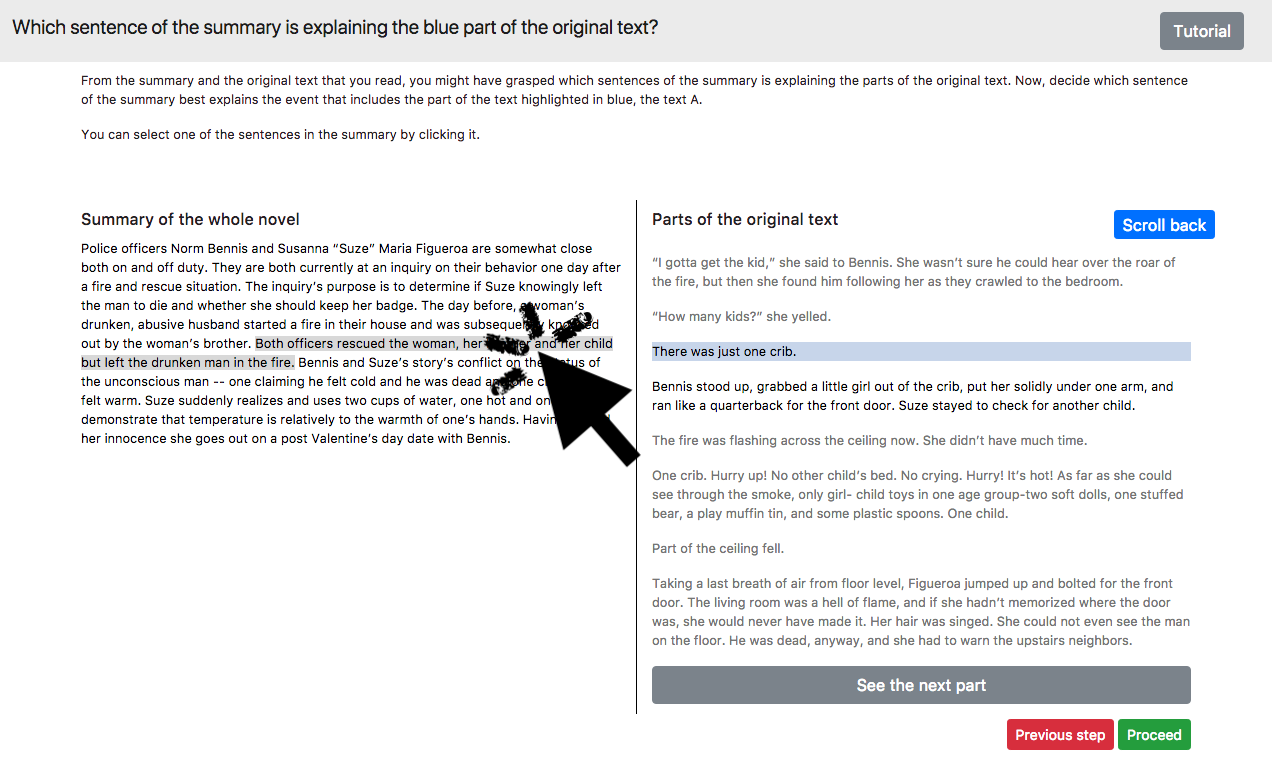 Which sentence of the summary is explaining the blue part of the original text?
Tutorial
From the summary and the original text that you read, you might have grasped which sentences of the summary is explaining the parts of the original text. Now, decide which sentence
of the summary best explains the event that includes the part of the text highlighted in blue, the text A.
You can select one of the sentences in the summary by clicking it.
Summary of the whole novel
Police officers Norm Bennis and Susanna “Suze” Maria Figueroa are somewhat close
both on and off duty. They are both currently at an inquiry on their behavior one day after
a fire and rescue situation. The inquiry’s purpose is to determine if Suze knowingly left
the man to die and whether she should keep her badge. The day before, a woman’s
drunken, abusive husband started a fire in their house and was subsequently knocked
out by the woman’s brother. Both officers rescued the woman, her and her child
but left the drunken man in the fire. Bennis and Suze’s story’s conflict on the status of
the unconscious man -- one claiming he felt cold and he was dead and one
felt warm. Suze suddenly realizes and uses two cups of water, one hot and
demonstrate that temperature is relatively to the warmth of one’s hands. Having
her innocence she goes out on a post Valentine’s day date with Bennis.
Parts of the original text
Scroll back
“I gotta get the kid,” she said to Bennis. She wasn’t sure he could hear over the roar of
the fire, but then she found him following her as they crawled to the bedroom.
“How many kids?” she yelled.
There was just one crib.
Bennis stood up, grabbed a little girl out of the crib, put her solidly under one arm, and
ran like a quarterback for the front door. Suze stayed to check for another child.
The fire was flashing across the ceiling now. She didn’t have much time.
One crib. Hurry up! No other child’s bed. No crying. Hurry! It’s hot! As far as she could
see through the smoke, only girl- child toys in one age group-two soft dolls, one stuffed
bear, a play muffin tin, and some plastic spoons. One child.
Part of the ceiling fell.
Taking a last breath of air from floor level, Figueroa jumped up and bolted for the front
door. The living room was a hell of flame, and if she hadn’t memorized where the door
was, she would never have made it. Her hair was singed. She could not even see the man
on the floor. He was dead, anyway, and she had to warn the upstairs neighbors.
See the next part
Previous step
Proceed